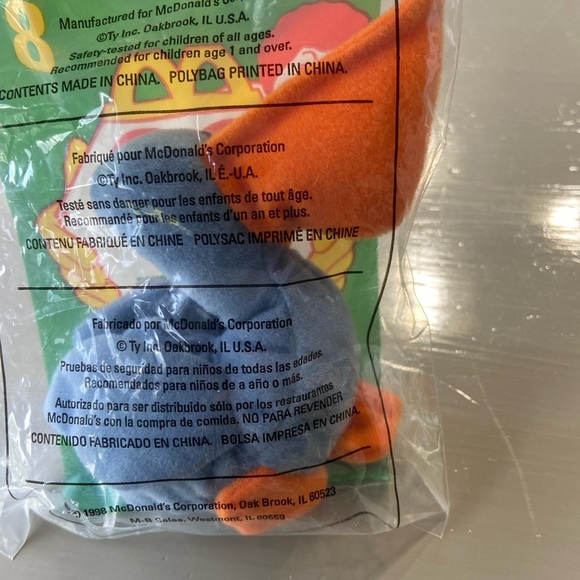 8
Manufactured for McDonald's
©Ty Inc. Oakbrook, IL U.S.A.
Safety-tested for children of all ages.
Recommended for children age 1 and over.
CONTENTS MADE IN CHINA. POLYBAG PRINTED IN CHINA.
Fabriqué pour McDonald's Corporation
©Ty Inc. Oakbrook, IL É.-U.A.
Testé sans danger pour les enfants de tout âge.
Recommandé pour les enfants d'un an et plus.
CONTENU FABRIQUÉ EN CHINE POLYSAC IMPRIMÉ EN CHINE
Fabricado por McDonald's Corporation
© Ty Inc. Oakbrook, IL U.S.A.
Pruebas de seguridad para niños de todas las edades.
Recomendados para niños de a año o más.
Autorizado para ser distribuido sólo por los restaurantes
McDonald's con la compra de comida. NO PARA REVENDER
CONTENIDO FABRICADO EN CHINA. BOLSA IMPRESA EN CHINA.
© 1998 McDonald's Corporation, Oak Brook, IL 60523
M-B Sales, Westmont, IL 60559